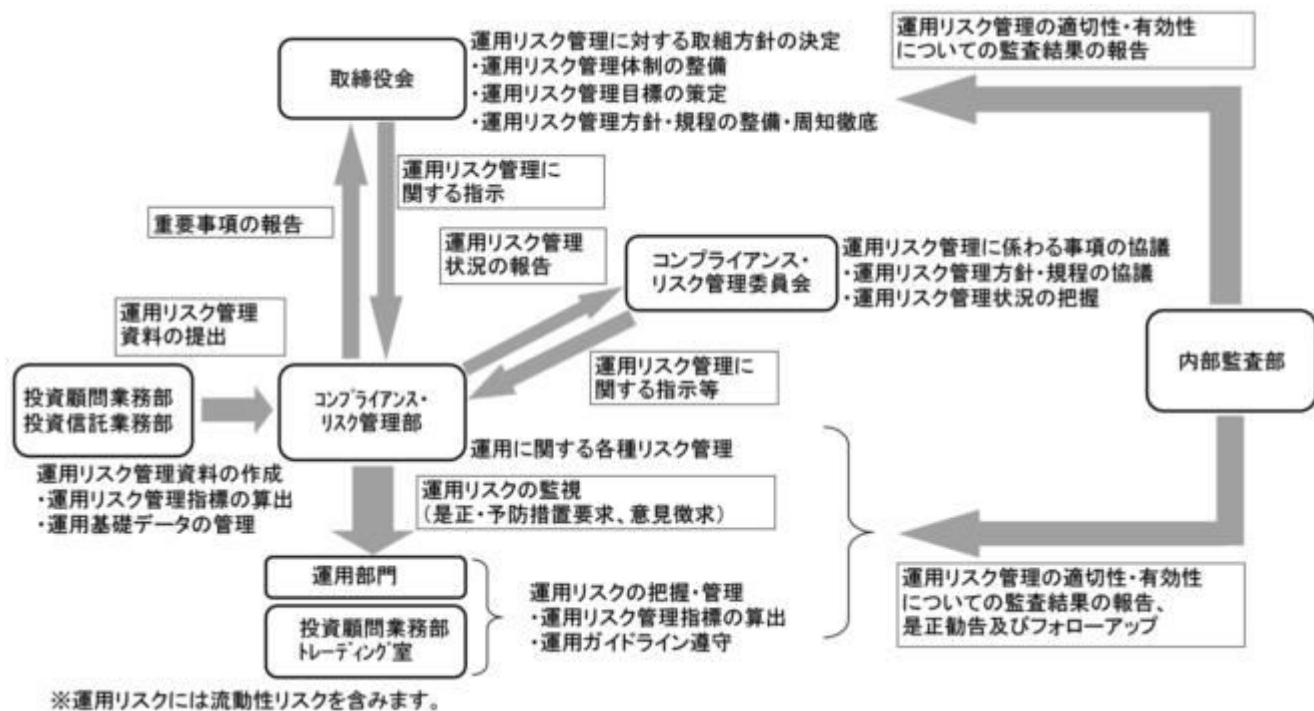 運用リスク管理の適切性・有効性
についての監査結果の報告
運用リスク管理に対する取組方針の決定
・運用リスク管理体制の整備
・運用リスク管理目標の策定
・運用リスク管理方針・規程の整備・周知徹底
取締役会
運用リスク管理に
関する指示
重要事項の報告
運用リスク管理
状況の報告
コンプライアンス・
リスク管理委員会
運用リスク管理に係わる事項の協議
・運用リスク管理方針・規程の協議
・運用リスク管理状況の把握
運用リスク管理
資料の提出
内部監査部
運用リスク管理に
関する指示等
投資顧問業務部
投資信託業務部
コンプライアンス・
リスク管理部
運用に関する各種リスク管理
運用リスク管理資料の作成
・運用リスク管理指標の算出
・運用基礎データの管理
運用リスクの監視
(是正・予防措置要求、意見徴求)
運用部門
投資顧問業務部
トレーディング室
運用リスクの把握・管理
・運用リスク管理指標の算出
・運用ガイドライン遵守
運用リスク管理の適切性・有効性
についての監査結果の報告、
是正勧告及びフォローアップ
※運用リスクには流動性リスクを含みます。